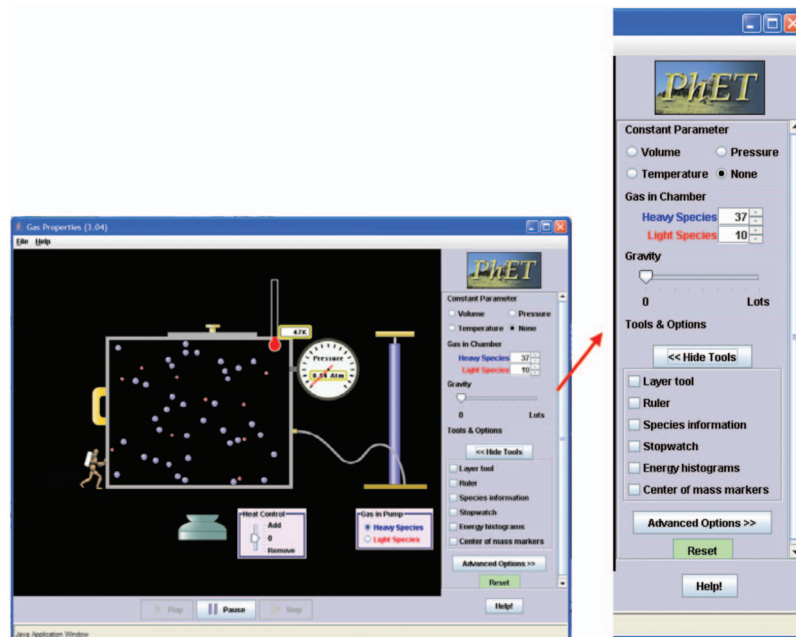 Gas Properties (3.04)
File Help
PhET
Constant Parameter
Volume Pressure
Temperature None
Gas in Chamber
Heavy Species 37
Light Species 10
Gravity
0 Lots
Tools & Options
<< Hide Tools
Layer tool
Ruler
Species information
Stopwatch
Energy histograms
Center of mass markers
Advanced Options >>
Reset
Help!
47K
Pressure
Heat Control
Add
0
Remove
Gas in Pump
Heavy Species
Light Species
Play Pause Step
Java Application Window
PhET
Constant Parameter
Volume Pressure
Temperature None
Gas in Chamber
Heavy Species 37
Light Species 10
Gravity
0 Lots
Tools & Options
<< Hide Tools
Layer tool
Ruler
Species information
Stopwatch
Energy histograms
Center of mass markers
Advanced Options >>
Reset
Help!